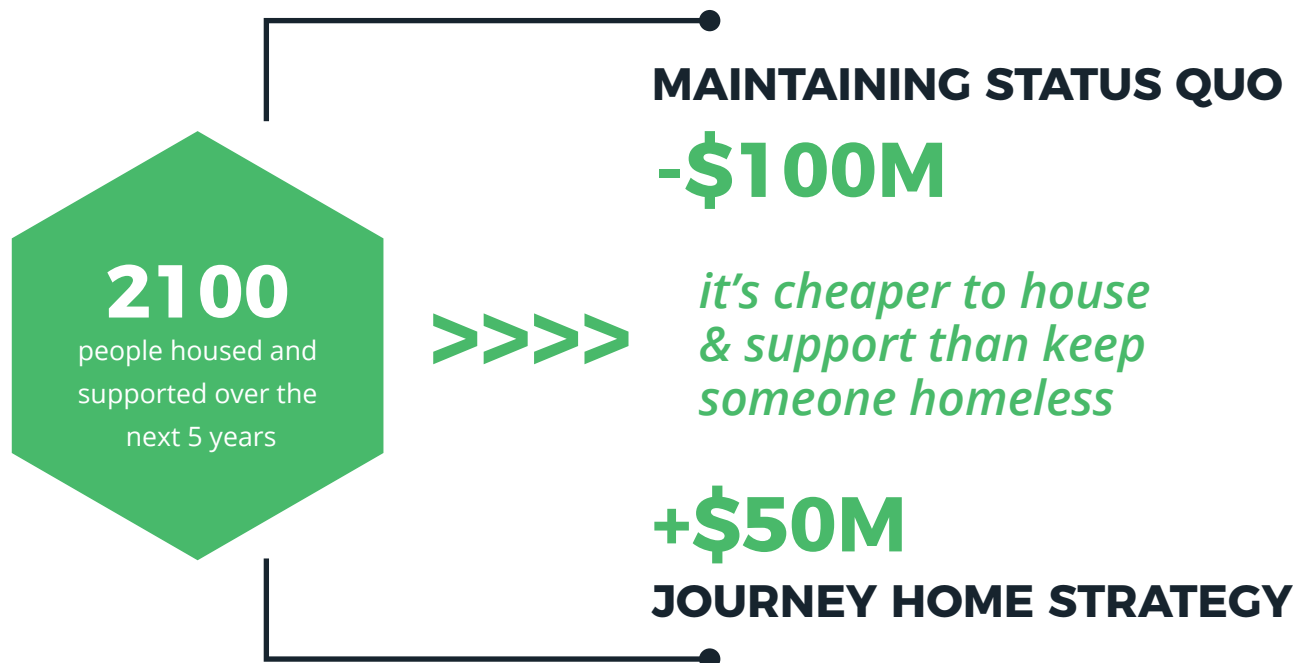 MAINTAINING STATUS QUO
-$100M
2100
people housed and
supported over the
next 5 years
>>>>
it’s cheaper to house
& support than keep
someone homeless
+$50M
JOURNEY HOME STRATEGY